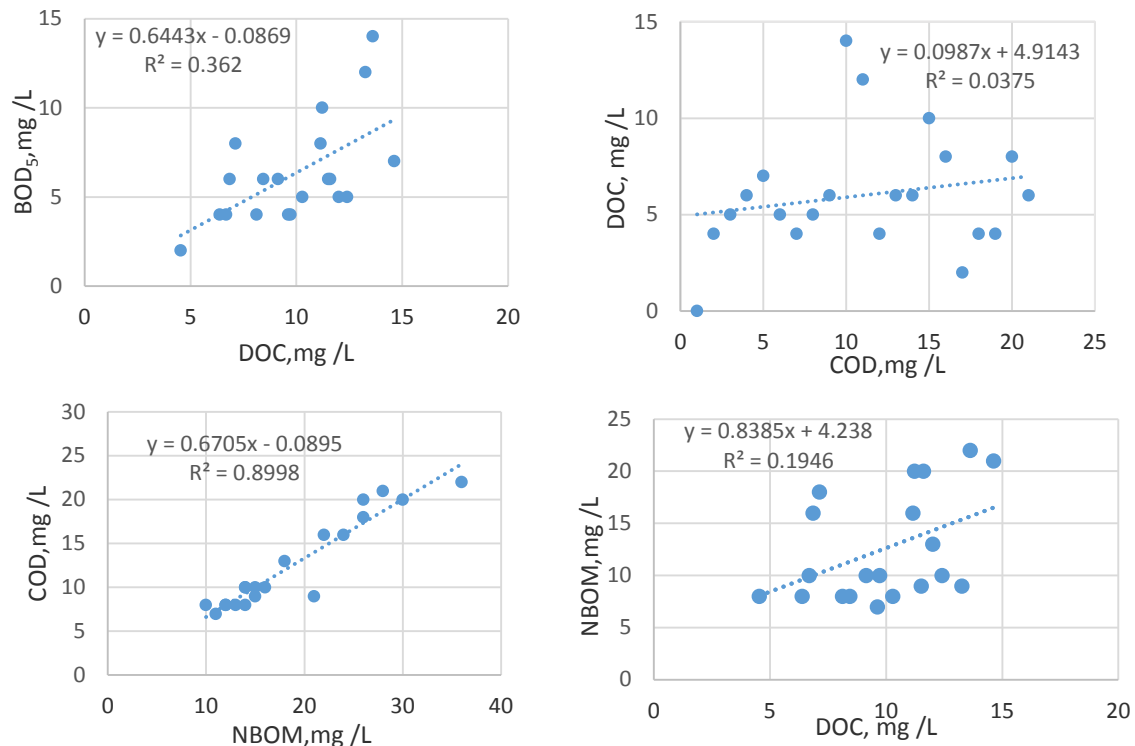 y = 0.6443x - 0.0869
R² = 0.362
15
10
5
0
BOD₅,mg /L
0 5 10 15 20
DOC,mg /L
y = 0.0987x + 4.9143
R² = 0.0375
15
10
5
0
DOC, mg /L
0 5 10 15 20 25
COD,mg /L
y = 0.6705x - 0.0895
R² = 0.8998
30
25
20
15
10
5
0
COD,mg /L
0 10 20 30 40
NBOM,mg /L
y = 0.8385x + 4.238
R² = 0.1946
25
20
15
10
5
0
NBOM,mg /L
0 5 10 15 20
DOC, mg /L